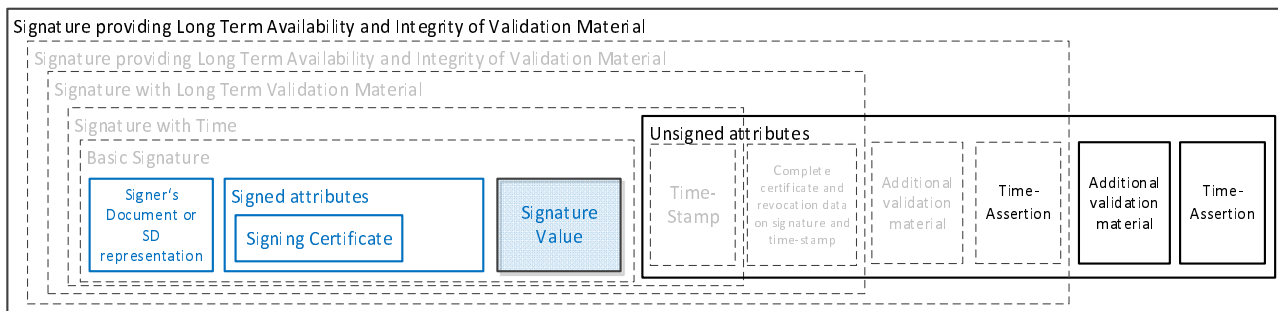 Signature providing Long Term Availability and Integrity of Validation Material
Signature providing Long Term Availability and Integrity of Validation Material
Signature with Long Term Validation Material
Signature with Time
Basic Signature
Signer's
Document or
SD
representation
Signed attributes
Signing Certificate
Signature
Value
Unsigned attributes
Time-
Stamp
Complete
certificate and
revocation data
on signature and
time-stamp
Additional
validation
material
Time-
Assertion
Additional
validation
material
Time-
Assertion